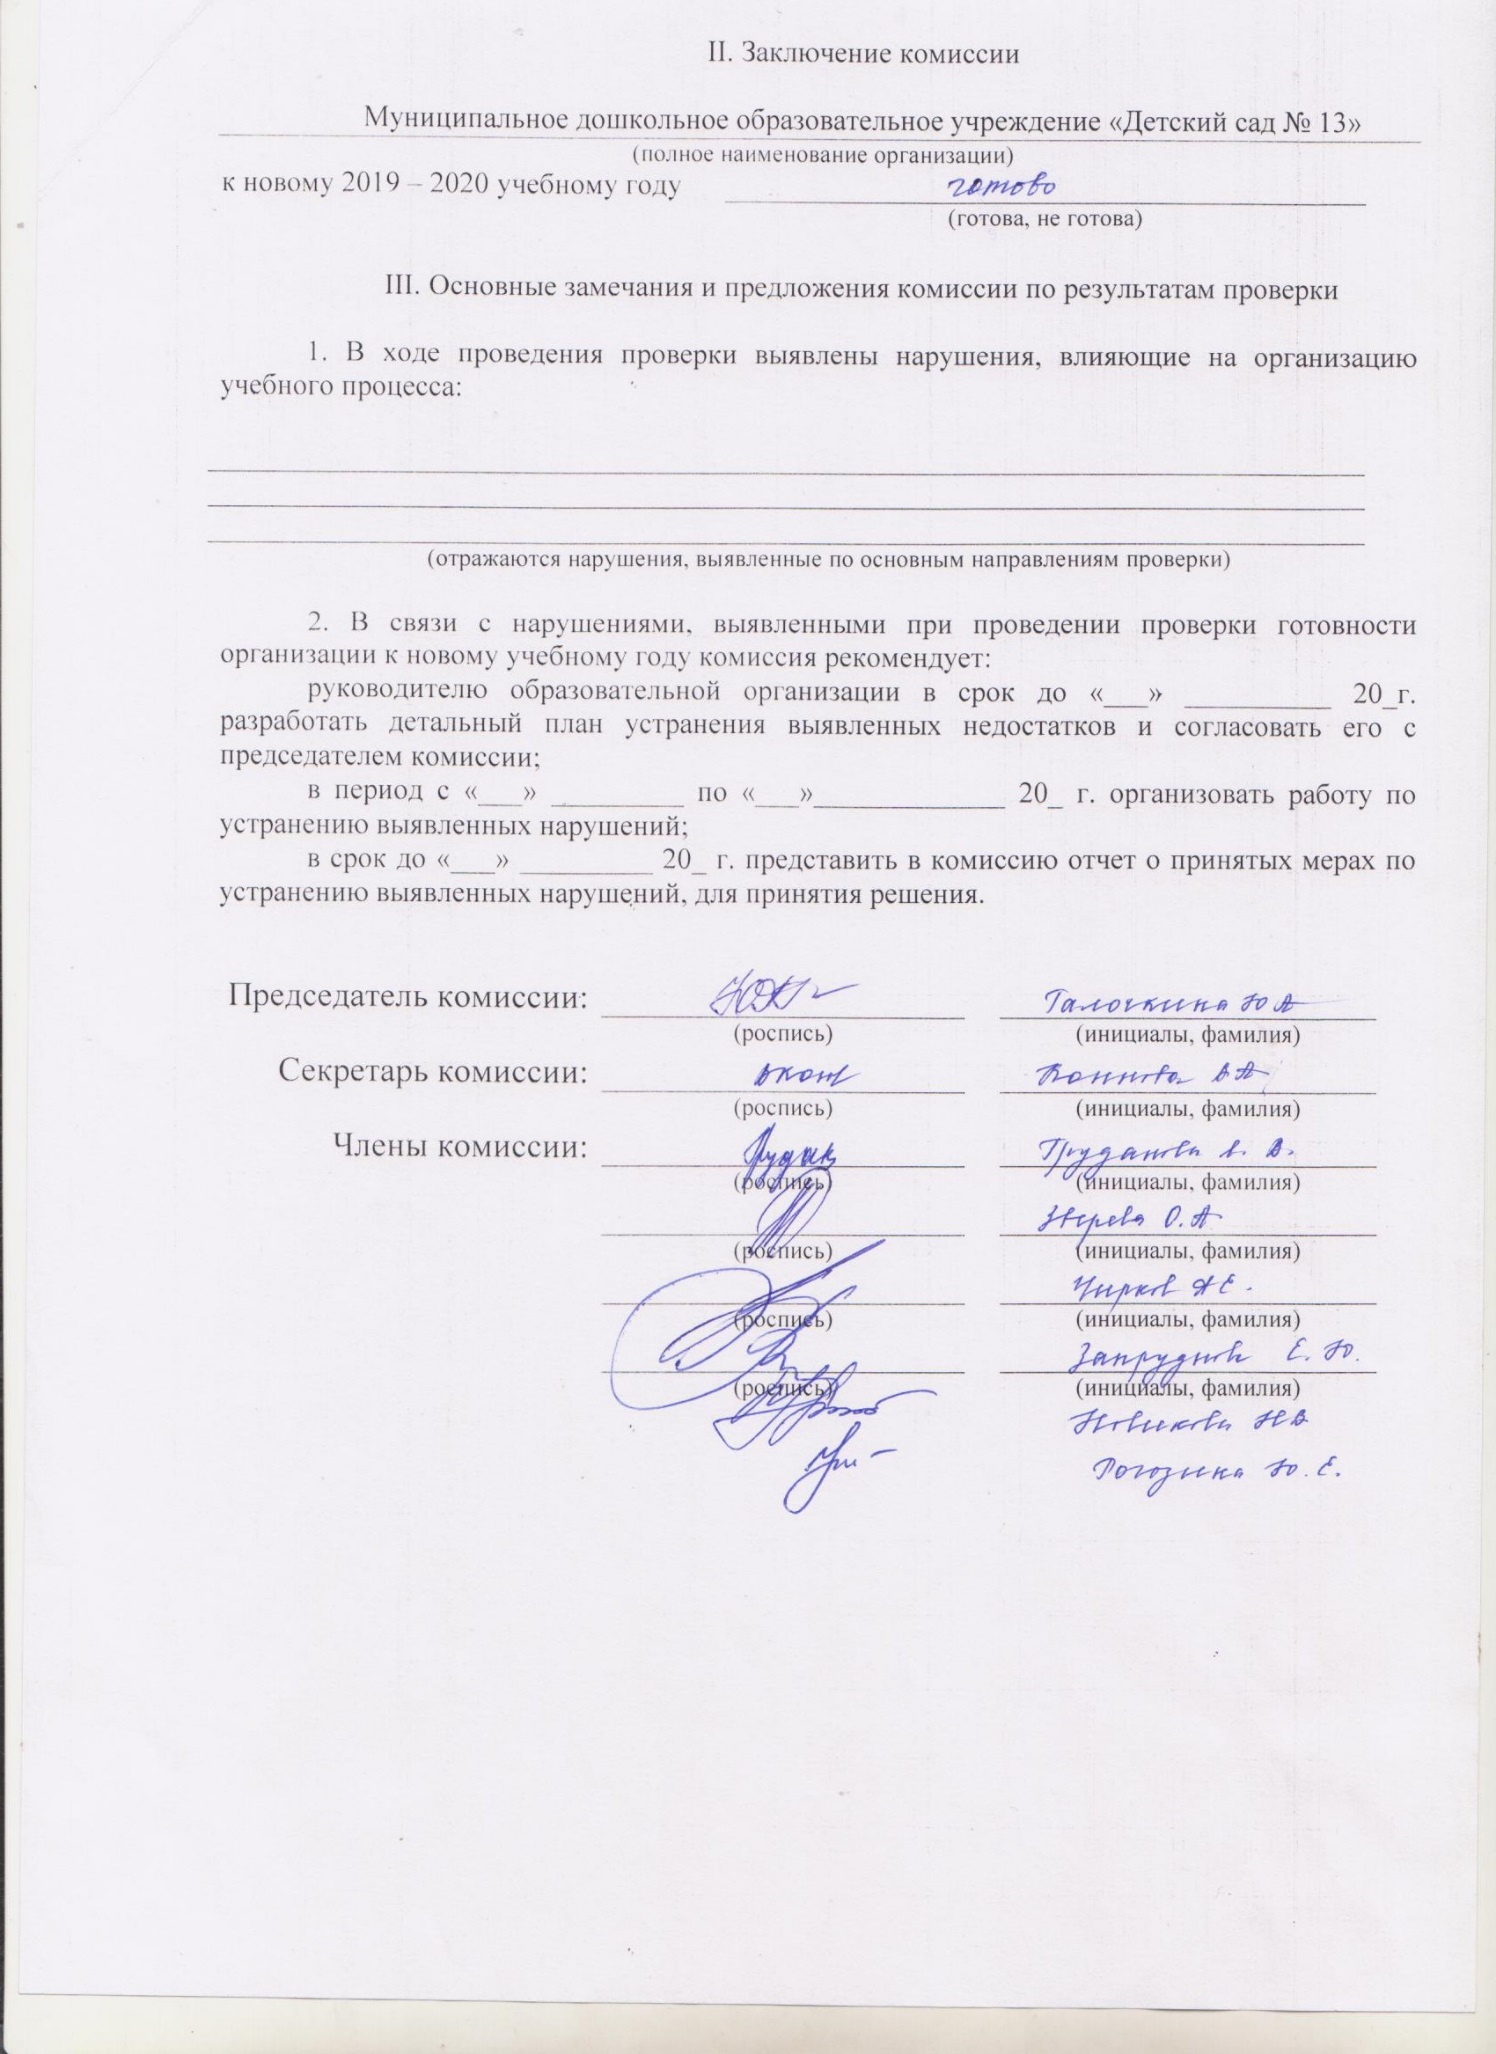 II. Заключение комиссии
Муниципальное дошкольное образовательное учреждение «Детский сад № 13»
(полное наименование организации)
к новому 2019 – 2020 учебному году готово
(готова, не готова)
III. Основные замечания и предложения комиссии по результатам проверки
1. В ходе проведения проверки выявлены нарушения, влияющие на организацию
учебного процесса:
(отражаются нарушения, выявленные по основным направлениям проверки)
2. В связи с нарушениями, выявленными при проведении проверки готовности
организации к новому учебному году комиссия рекомендует:
руководителю образовательной организации в срок до «___» __________ 20_г.
разработать детальный план устранения выявленных недостатков и согласовать его с
председателем комиссии;
в период с «___» ___________ по «___»_____________ 20_ г. организовать работу по
устранению выявленных нарушений;
в срок до «___» _________ 20_ г. представить в комиссию отчет о принятых мерах по
устранению выявленных нарушений, для принятия решения.
Председатель комиссии: Галочкина Ю А
(роспись) (инициалы, фамилия)
Секретарь комиссии: В А
(роспись) (инициалы, фамилия)
Члены комиссии: Груданова В.
(роспись) (инициалы, фамилия)
Зверева О.А
(роспись) (инициалы, фамилия)
Чирков А Е.
(роспись) (инициалы, фамилия)
Запруднова Е. Ю.
(роспись) (инициалы, фамилия)
Новикова Н В
Рогозина Ю. Е.